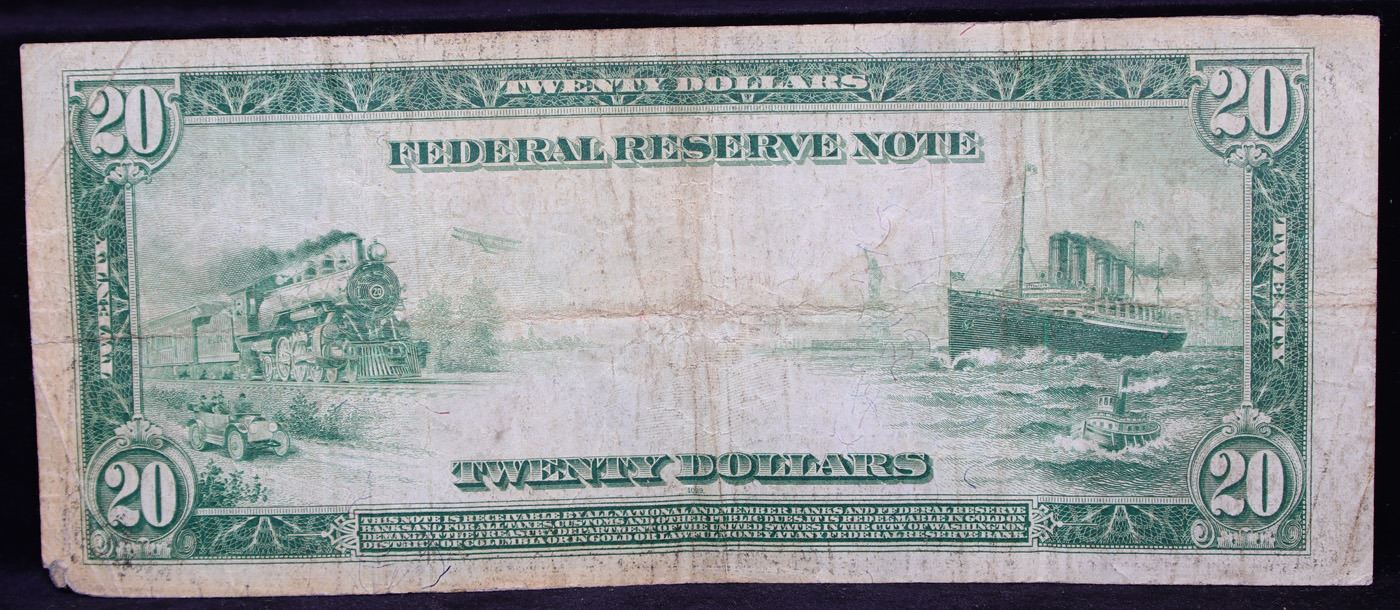 20 TWENTY DOLLARS 20
FEDERAL RESERVE NOTE
TWENTY
TWENTY
20
TWENTY DOLLARS
20 20
THIS NOTE IS RECEIVABLE BY ALL NATIONAL AND MEMBER BANKS AND FEDERAL RESERVE
BANKS AND FOR ALL TAXES, CUSTOMS AND OTHER PUBLIC DUES. IT IS REDEEMABLE IN GOLD ON
DEMAND AT THE TREASURY DEPARTMENT OF THE UNITED STATES IN THE CITY OF WASHINGTON,
DISTRICT OF COLUMBIA OR IN GOLD OR LAWFUL MONEY AT ANY FEDERAL RESERVE BANK.